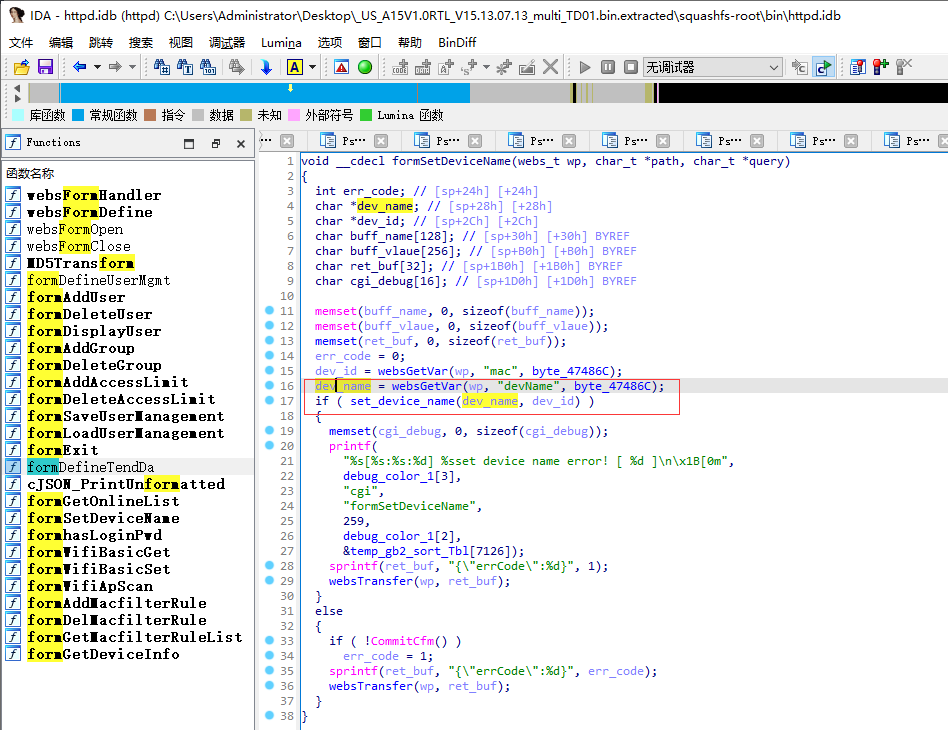 IDA - httpd.idb (httpd) C:\Users\Administrator\Desktop\_US_A15V1.0RTL_V15.13.07.13_multi_TD01.bin.extracted\squashfs-root\bin\httpd.idb
文件 编辑 跳转 搜索 视图 调试器 Lumina 选项 窗口 帮助 BinDiff
无调试器
库函数 常规函数 指令 数据 未知 外部符号 Lumina 函数
Functions
Ps··· Ps··· Ps··· Ps··· Ps··· Ps··· Ps···
函数名称
websFormHandler
websFormDefine
websFormOpen
websFormClose
MD5Transform
formDefineUserMgmt
formAddUser
formDeleteUser
formDisplayUser
formAddGroup
formDeleteGroup
formAddAccessLimit
formDeleteAccessLimit
formSaveUserManagement
formLoadUserManagement
formExit
formDefineTendDa
cJSON_PrintUnformatted
formGetOnlineList
formSetDeviceName
formhasLoginPwd
formWifiBasicGet
formWifiBasicSet
formWifiApScan
formAddMacfilterRule
formDelMacfilterRule
formGetMacfilterRuleList
formGetDeviceInfo
1 void __cdecl formSetDeviceName(webs_t wp, char_t *path, char_t *query)
2 {
3 int err_code; // [sp+24h] [+24h]
4 char *dev_name; // [sp+28h] [+28h]
5 char *dev_id; // [sp+2Ch] [+2Ch]
6 char buff_name[128]; // [sp+30h] [+30h] BYREF
7 char buff_vlaue[256]; // [sp+B0h] [+B0h] BYREF
8 char ret_buf[32]; // [sp+1B0h] [+1B0h] BYREF
9 char cgi_debug[16]; // [sp+1D0h] [+1D0h] BYREF
10
11 memset(buff_name, 0, sizeof(buff_name));
12 memset(buff_vlaue, 0, sizeof(buff_vlaue));
13 memset(ret_buf, 0, sizeof(ret_buf));
14 err_code = 0;
15 dev_id = websGetVar(wp, "mac", byte_47486C);
16 dev_name = websGetVar(wp, "devName", byte_47486C);
17 if ( set_device_name(dev_name, dev_id) )
18 {
19 memset(cgi_debug, 0, sizeof(cgi_debug));
20 printf(
21 "%s[%s:%s:%d] %sset device name error! [ %d ]\n\x1B[0m",
22 debug_color_1[3],
23 "cgi",
24 "formSetDeviceName",
25 259,
26 debug_color_1[2],
27 &temp_gb2_sort_Tbl[7126]);
28 sprintf(ret_buf, "{\"errCode\":%d}", 1);
29 websTransfer(wp, ret_buf);
30 }
31 else
32 {
33 if ( !CommitCfm() )
34 err_code = 1;
35 sprintf(ret_buf, "{\"errCode\":%d}", err_code);
36 websTransfer(wp, ret_buf);
37 }
38 }